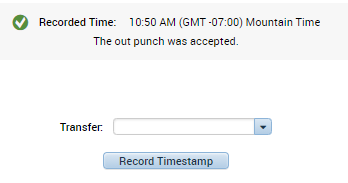 Recorded Time: 10:50 AM (GMT -07:00) Mountain Time
The out punch was accepted.
Transfer:
Record Timestamp